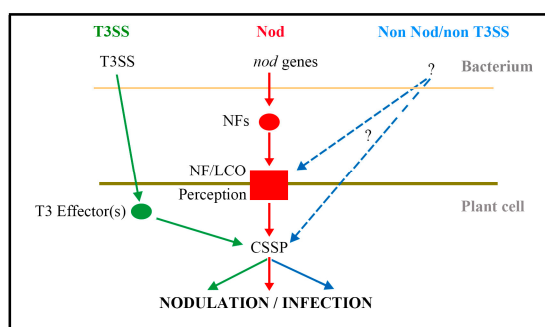 T3SS Nod Non Nod/non T3SS
T3SS nod genes ?
Bacterium
?
NFs
NF/LCO
Perception
T3 Effector(s) Plant cell
CSSP
NODULATION / INFECTION